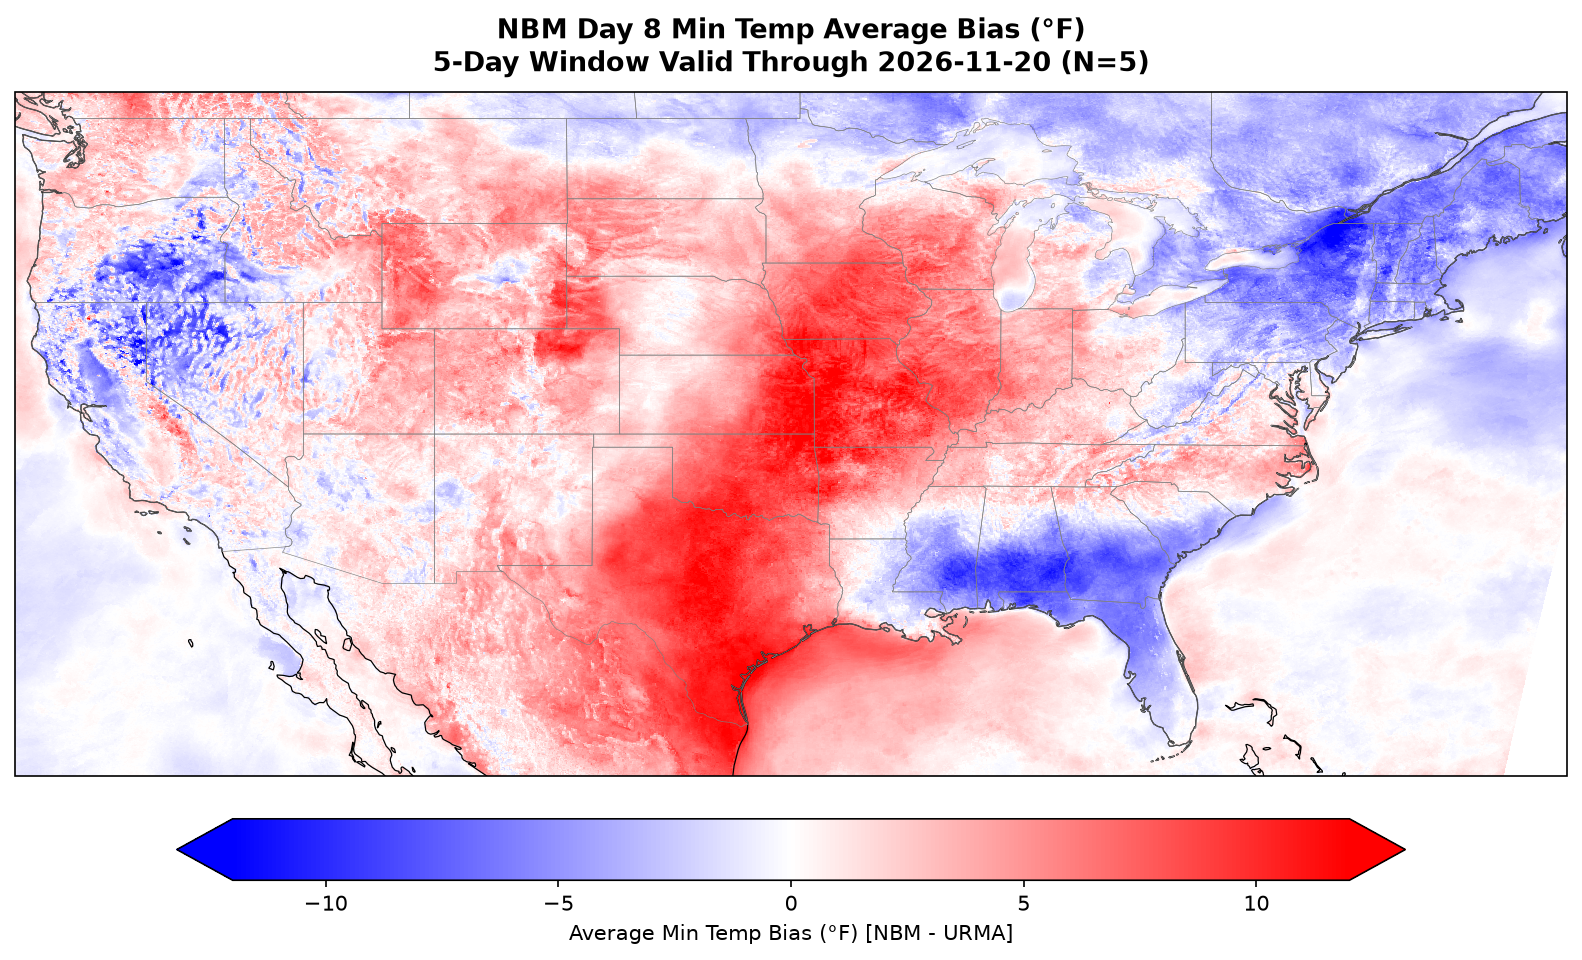 NBM Day 8 Min Temp Average Bias (°F)
5-Day Window Valid Through 2026-11-20 (N=5)
−10 −5 0 5 10
Average Min Temp Bias (°F) [NBM - URMA]